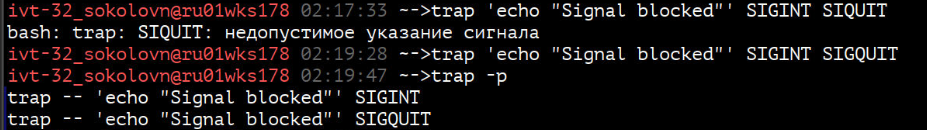 ivt-32_sokolovn@ru01wks178 02:17:33 ~-->trap 'echo "Signal blocked"' SIGINT SIQUIT
bash: trap: SIQUIT: недопустимое указание сигнала
ivt-32_sokolovn@ru01wks178 02:19:28 ~-->trap 'echo "Signal blocked"' SIGINT SIGQUIT
ivt-32_sokolovn@ru01wks178 02:19:47 ~-->trap -p
trap -- 'echo "Signal blocked"' SIGINT
trap -- 'echo "Signal blocked"' SIGQUIT